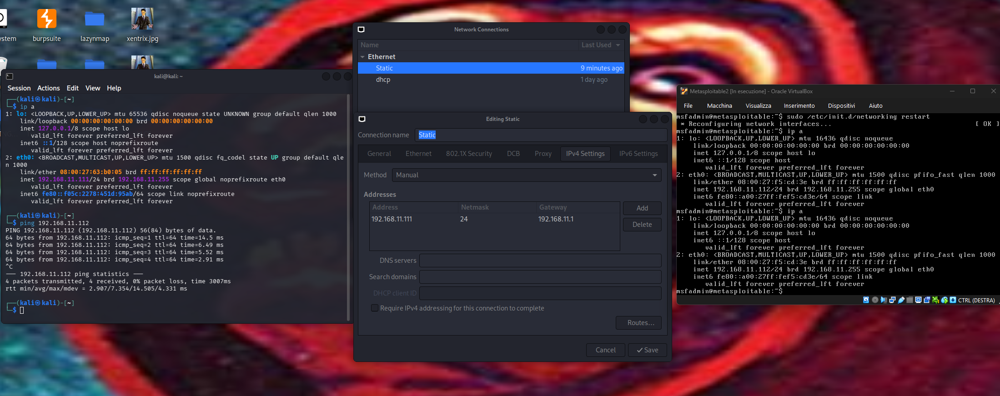 ystem
burpsuite
lazynmap
xentrix.jpg
kali@kali: ~
Session Actions Edit View Help
┌──(kali㉿kali)-[~]
└─$ ip a
1: lo: <LOOPBACK,UP,LOWER_UP> mtu 65536 qdisc noqueue state UNKNOWN group default qlen 1000
link/loopback 00:00:00:00:00:00 brd 00:00:00:00:00:00
inet 127.0.0.1/8 scope host lo
valid_lft forever preferred_lft forever
inet6 ::1/128 scope host noprefixroute
valid_lft forever preferred_lft forever
2: eth0: <BROADCAST,MULTICAST,UP,LOWER_UP> mtu 1500 qdisc fq_codel state UP group default qle
n 1000
link/ether 08:00:27:63:b0:05 brd ff:ff:ff:ff:ff:ff
inet 192.168.11.111/24 brd 192.168.11.255 scope global noprefixroute eth0
valid_lft forever preferred_lft forever
inet6 fe80::f05c:2278:451d:95ab/64 scope link noprefixroute
valid_lft forever preferred_lft forever
┌──(kali㉿kali)-[~]
└─$ ping 192.168.11.112
PING 192.168.11.112 (192.168.11.112) 56(84) bytes of data.
64 bytes from 192.168.11.112: icmp_seq=1 ttl=64 time=14.5 ms
64 bytes from 192.168.11.112: icmp_seq=2 ttl=64 time=6.49 ms
64 bytes from 192.168.11.112: icmp_seq=3 ttl=64 time=5.52 ms
64 bytes from 192.168.11.112: icmp_seq=4 ttl=64 time=2.91 ms
^C
--- 192.168.11.112 ping statistics ---
4 packets transmitted, 4 received, 0% packet loss, time 3007ms
rtt min/avg/max/mdev = 2.907/7.354/14.505/4.331 ms
┌──(kali㉿kali)-[~]
└─$
Network Connections
Name Last Used
Ethernet
Static 9 minutes ago
dhcp 1 day ago
Editing Static
Connection name Static
General Ethernet 802.1X Security DCB Proxy IPv4 Settings IPv6 Settings
Method Manual
Addresses
Address Netmask Gateway
192.168.11.111 24 192.168.11.1
Add
Delete
DNS servers
Search domains
DHCP client ID
Require IPv4 addressing for this connection to complete
Routes...
Cancel Save
Metasploitable2 [In esecuzione] - Oracle VirtualBox
File Macchina Visualizza Inserimento Dispositivi Aiuto
msfadmin@metasploitable:~$ sudo /etc/init.d/networking restart
* Reconfiguring network interfaces... [ OK ]
msfadmin@metasploitable:~$ ip a
1: lo: <LOOPBACK,UP,LOWER_UP> mtu 16436 qdisc noqueue
link/loopback 00:00:00:00:00:00 brd 00:00:00:00:00:00
inet 127.0.0.1/8 scope host lo
inet6 ::1/128 scope host
valid_lft forever preferred_lft forever
2: eth0: <BROADCAST,MULTICAST,UP,LOWER_UP> mtu 1500 qdisc pfifo_fast qlen 1000
link/ether 08:00:27:f5:cd:3e brd ff:ff:ff:ff:ff:ff
inet 192.168.11.112/24 brd 192.168.11.255 scope global eth0
inet6 fe80::a00:27ff:fef5:cd3e/64 scope link
valid_lft forever preferred_lft forever
msfadmin@metasploitable:~$ ip a
1: lo: <LOOPBACK,UP,LOWER_UP> mtu 16436 qdisc noqueue
link/loopback 00:00:00:00:00:00 brd 00:00:00:00:00:00
inet 127.0.0.1/8 scope host lo
inet6 ::1/128 scope host
valid_lft forever preferred_lft forever
2: eth0: <BROADCAST,MULTICAST,UP,LOWER_UP> mtu 1500 qdisc pfifo_fast qlen 1000
link/ether 08:00:27:f5:cd:3e brd ff:ff:ff:ff:ff:ff
inet 192.168.11.112/24 brd 192.168.11.255 scope global eth0
inet6 fe80::a00:27ff:fef5:cd3e/64 scope link
valid_lft forever preferred_lft forever
msfadmin@metasploitable:~$
CTRL (DESTRA)